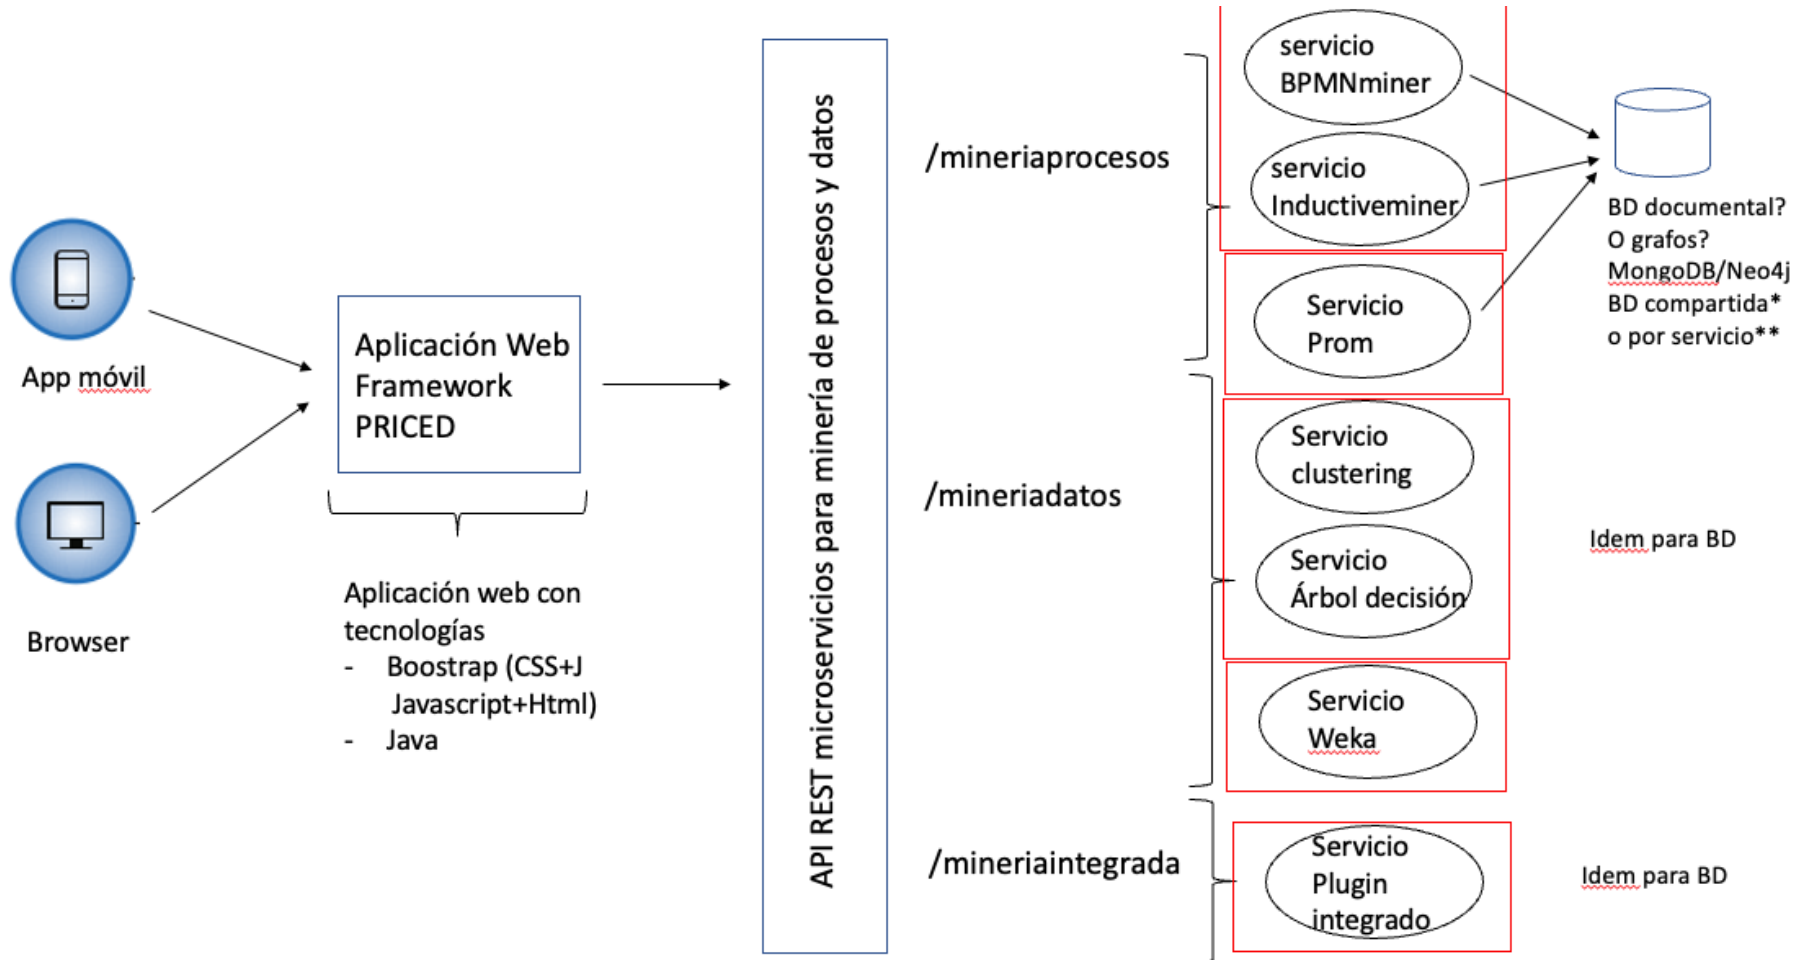 App móvil
Browser
Aplicación Web
Framework
PRICED
Aplicación web con
tecnologías
- Boostrap (CSS+J
Javascript+Html)
- Java
API REST microservicios para minería de procesos y datos
/mineriaprocesos
servicio
BPMNminer
servicio
Inductiveminer
Servicio
Prom
BD documental?
O grafos?
MongoDB/Neo4j
BD compartida*
o por servicio**
/mineriadatos
Servicio
clustering
Servicio
Árbol decisión
Servicio
Weka
Idem para BD
/mineriaintegrada
Servicio
Plugin
integrado
Idem para BD